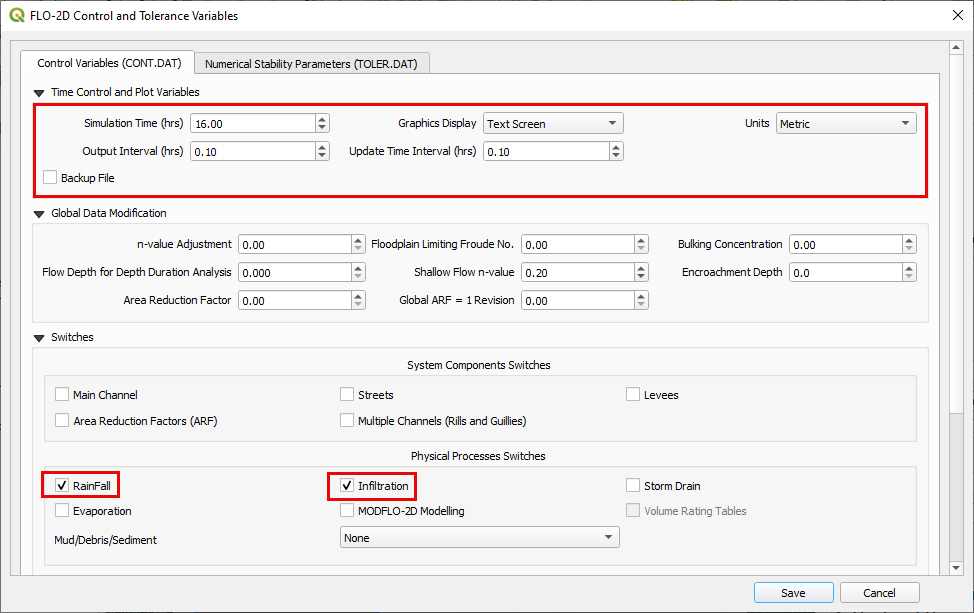 FLO-2D Control and Tolerance Variables
Control Variables (CONT.DAT) Numerical Stability Parameters (TOLER.DAT)
Time Control and Plot Variables
Simulation Time (hrs) 16.00 Graphics Display Text Screen Units Metric
Output Interval (hrs) 0.10 Update Time Interval (hrs) 0.10
Backup File
Global Data Modification
n-value Adjustment 0.00 Floodplain Limiting Froude No. 0.00 Bulking Concentration 0.00
Flow Depth for Depth Duration Analysis 0.000 Shallow Flow n-value 0.20 Encroachment Depth 0.0
Area Reduction Factor 0.00 Global ARF = 1 Revision 0.00
Switches
System Components Switches
Main Channel Streets Levees
Area Reduction Factors (ARF) Multiple Channels (Rills and Guillies)
Physical Processes Switches
RainFall Infiltration Storm Drain
Evaporation MODFLO-2D Modelling Volume Rating Tables
Mud/Debris/Sediment None
Save Cancel